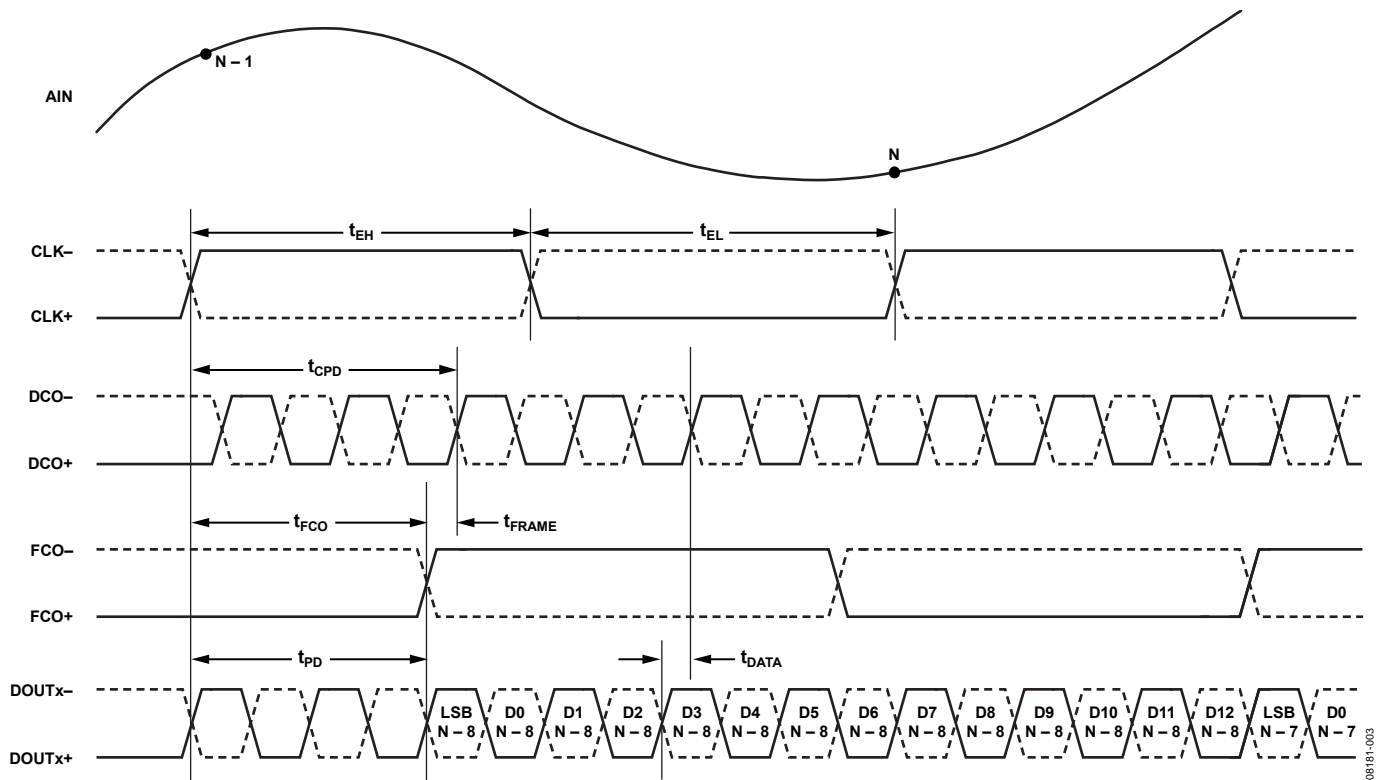 N – 1
AIN
N
tEH
tEL
CLK–
CLK+
tCPD
DCO–
DCO+
tFCO
tFRAME
FCO–
FCO+
tPD
tDATA
DOUTx–
LSB D0 D1 D2 D3 D4 D5 D6 D7 D8 D9 D10 D11 D12 LSB D0
N – 8 N – 8 N – 8 N – 8 N – 8 N – 8 N – 8 N – 8 N – 8 N – 8 N – 8 N – 8 N – 8 N – 8 N – 7 N – 7
DOUTx+
08181-003